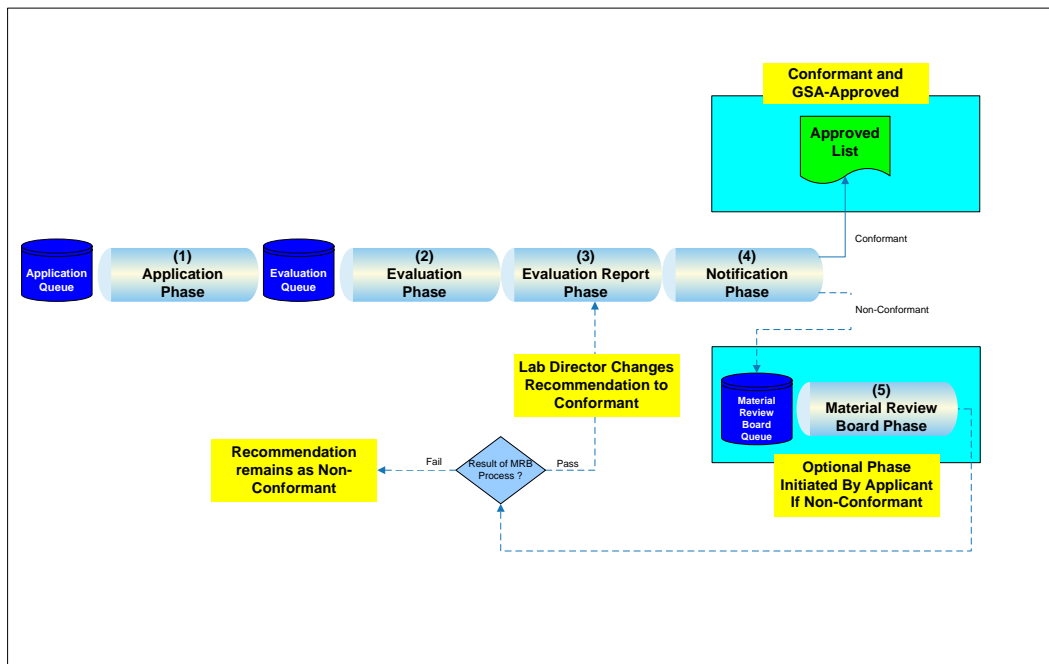 Conformant and
GSA-Approved
Approved
List
Conformant
Application
Queue
(1)
Application
Phase
Evaluation
Queue
(2)
Evaluation
Phase
(3)
Evaluation Report
Phase
(4)
Notification
Phase
Non-Conformant
Material
Review
Board
Queue
(5)
Material Review
Board Phase
Optional Phase
Initiated By Applicant
If Non-Conformant
Lab Director Changes
Recommendation to
Conformant
Recommendation
remains as Non-
Conformant
Fail
Result of MRB
Process ?
Pass